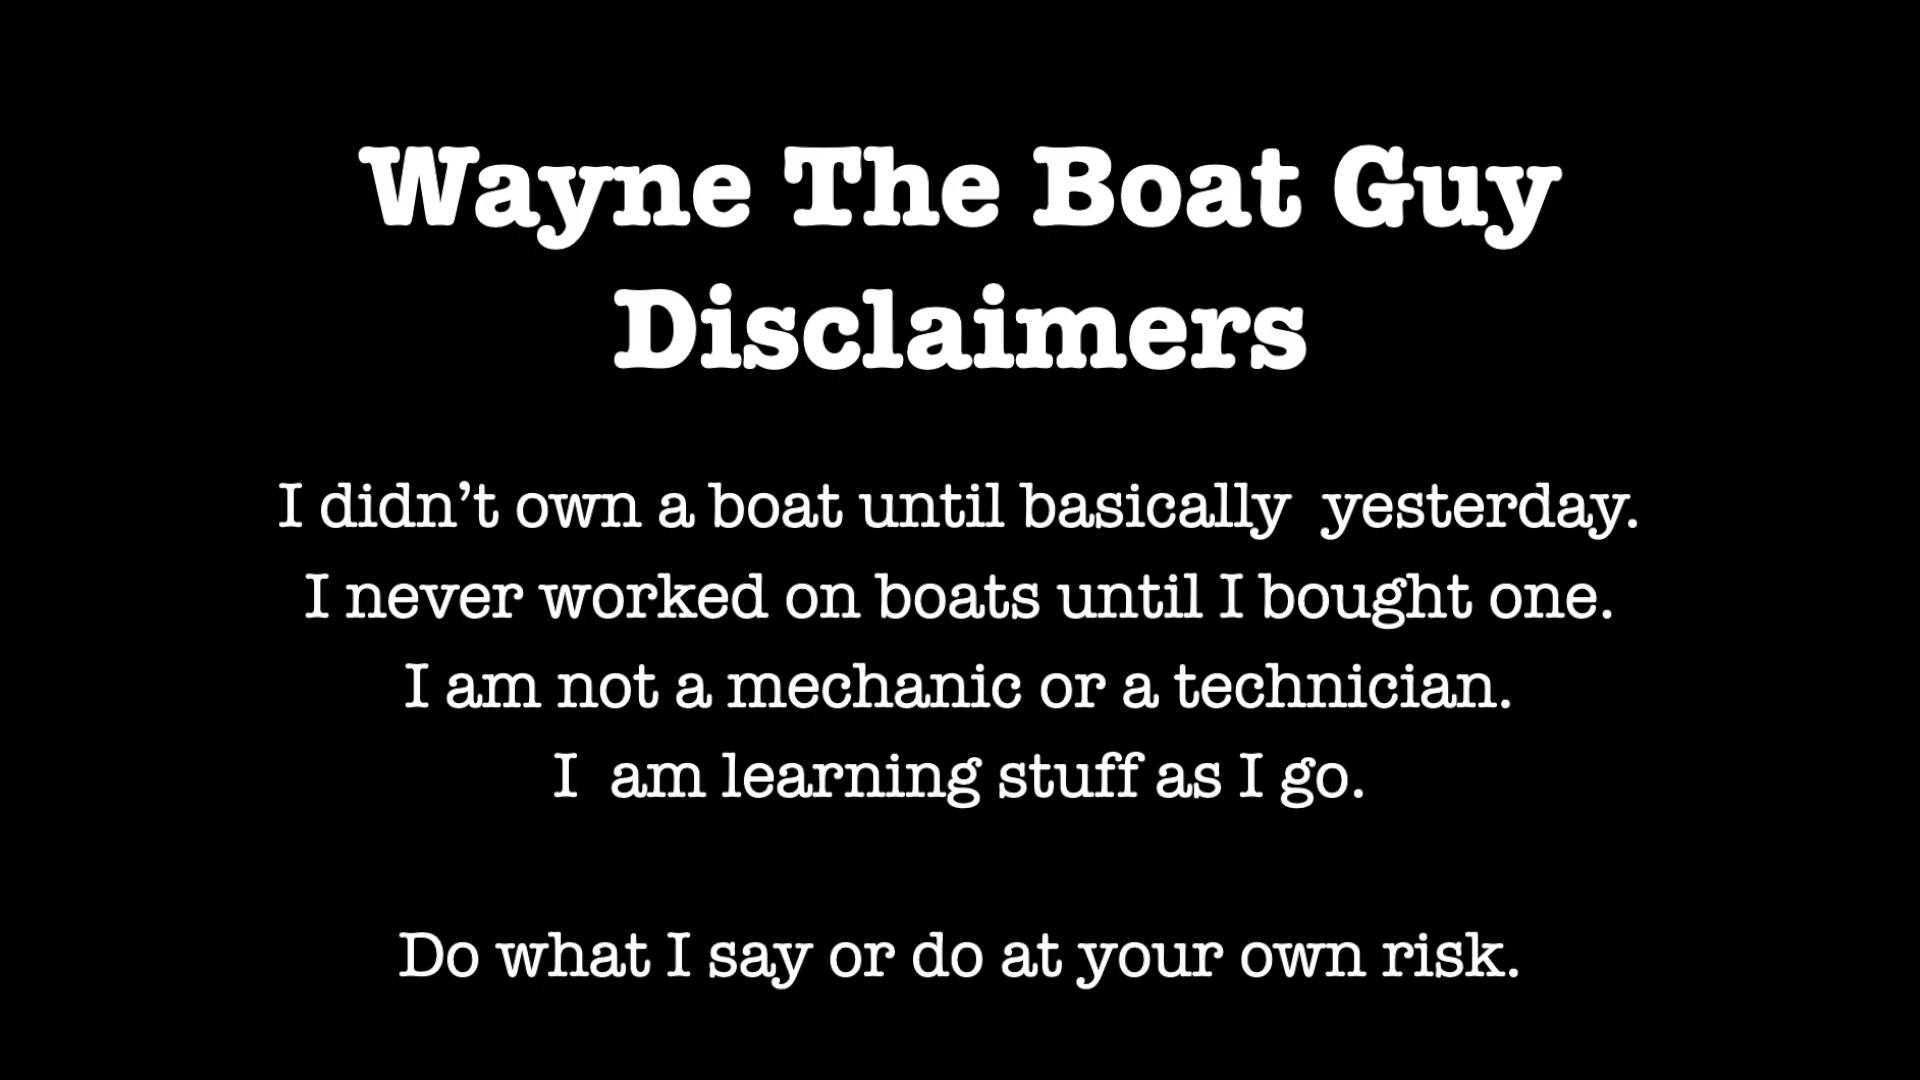 Wayne The Boat Guy
Disclaimers
I didn’t own a boat until basically  yesterday.
I never worked on boats until I bought one.
I am not a mechanic or a technician.
I  am learning stuff as I go.
Do what I say or do at your own risk.